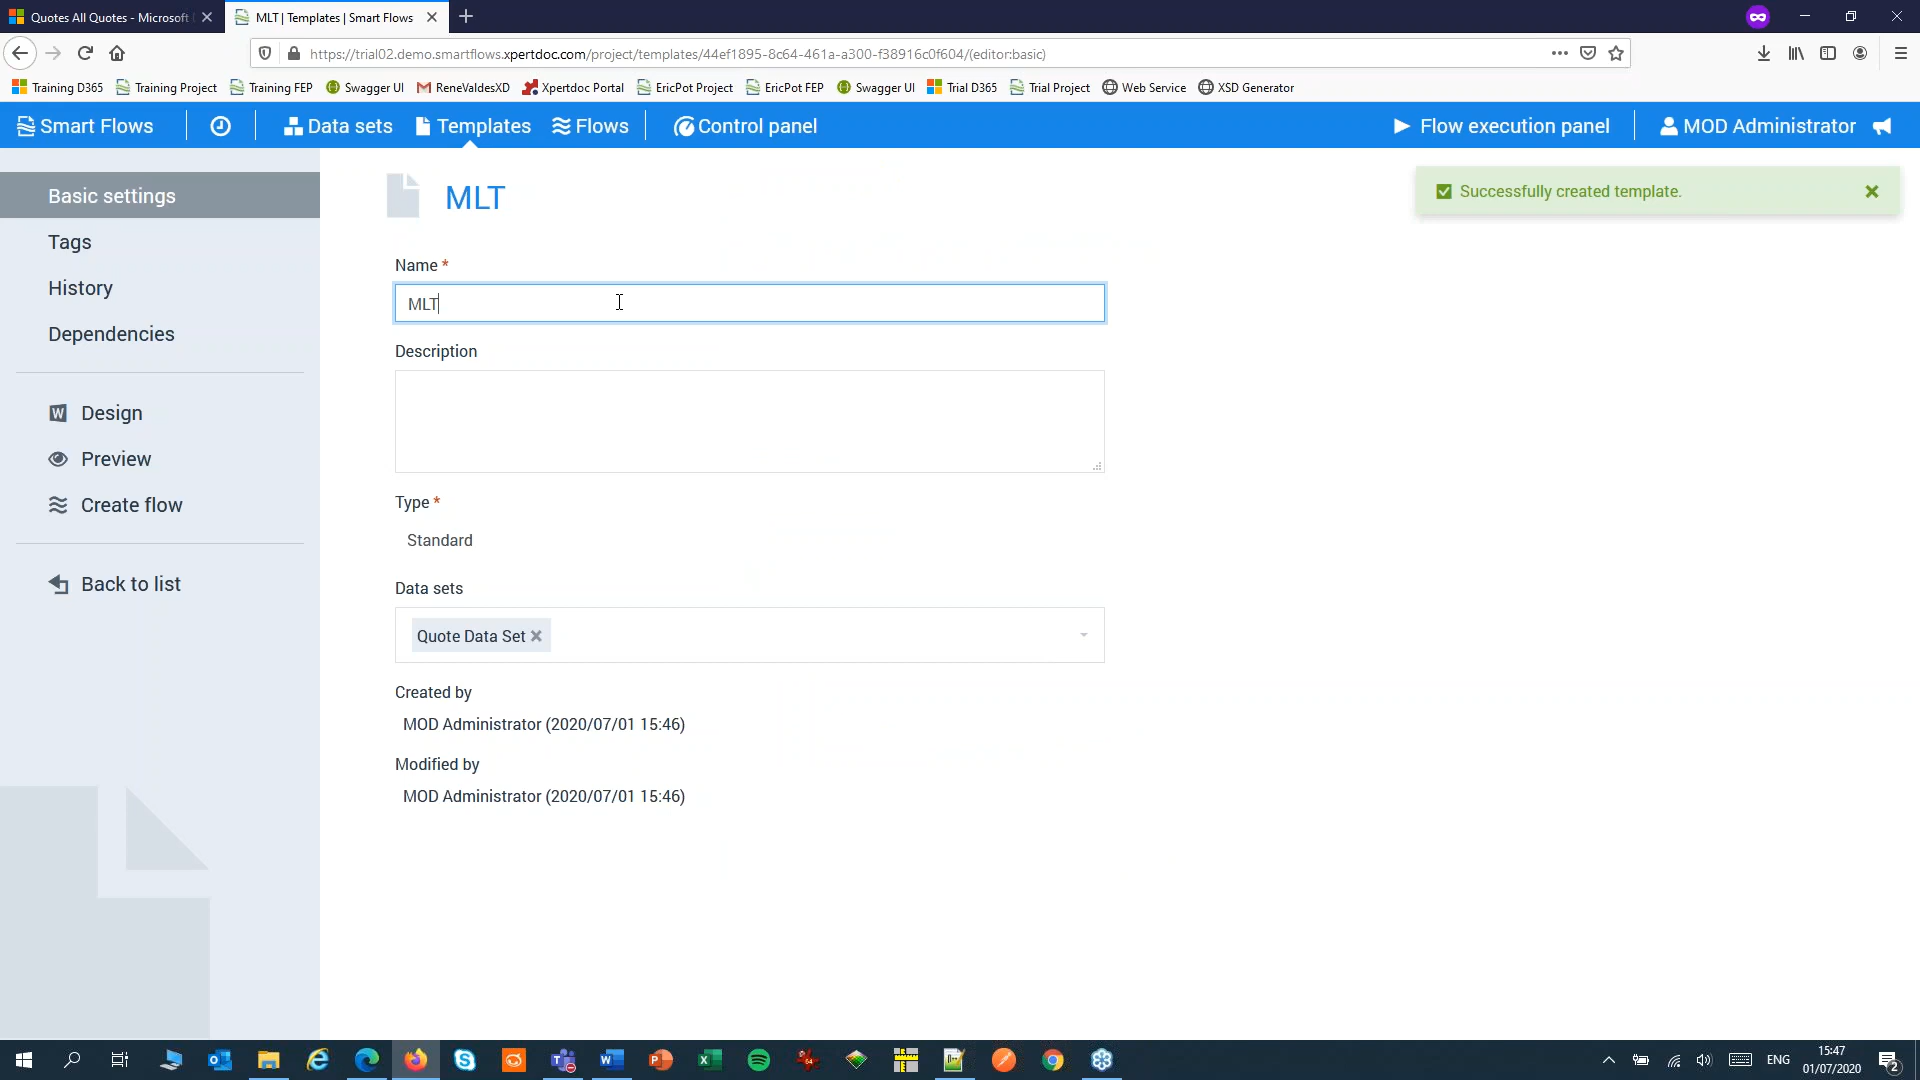 Quotes All Quotes - Microsoft
MLT | Templates | Smart Flows
https://trial02.demo.smartflows.xpertdoc.com/project/templates/44ef1895-8c64-461a-a300-f38916c0f604/(editor:basic)
Training D365 Training Project Training FEP Swagger UI ReneValdesXD Xpertdoc Portal EricPot Project EricPot FEP Swagger UI Trial D365 Trial Project Web Service XSD Generator
Smart Flows Data sets Templates Flows Control panel Flow execution panel MOD Administrator
Basic settings
Tags
History
Dependencies
Design
Preview
Create flow
Back to list
MLT
Successfully created template.
Name *
MLT
Description
Type *
Standard
Data sets
Quote Data Set
Created by
MOD Administrator (2020/07/01 15:46)
Modified by
MOD Administrator (2020/07/01 15:46)
ENG
15:47
01/07/2020
2